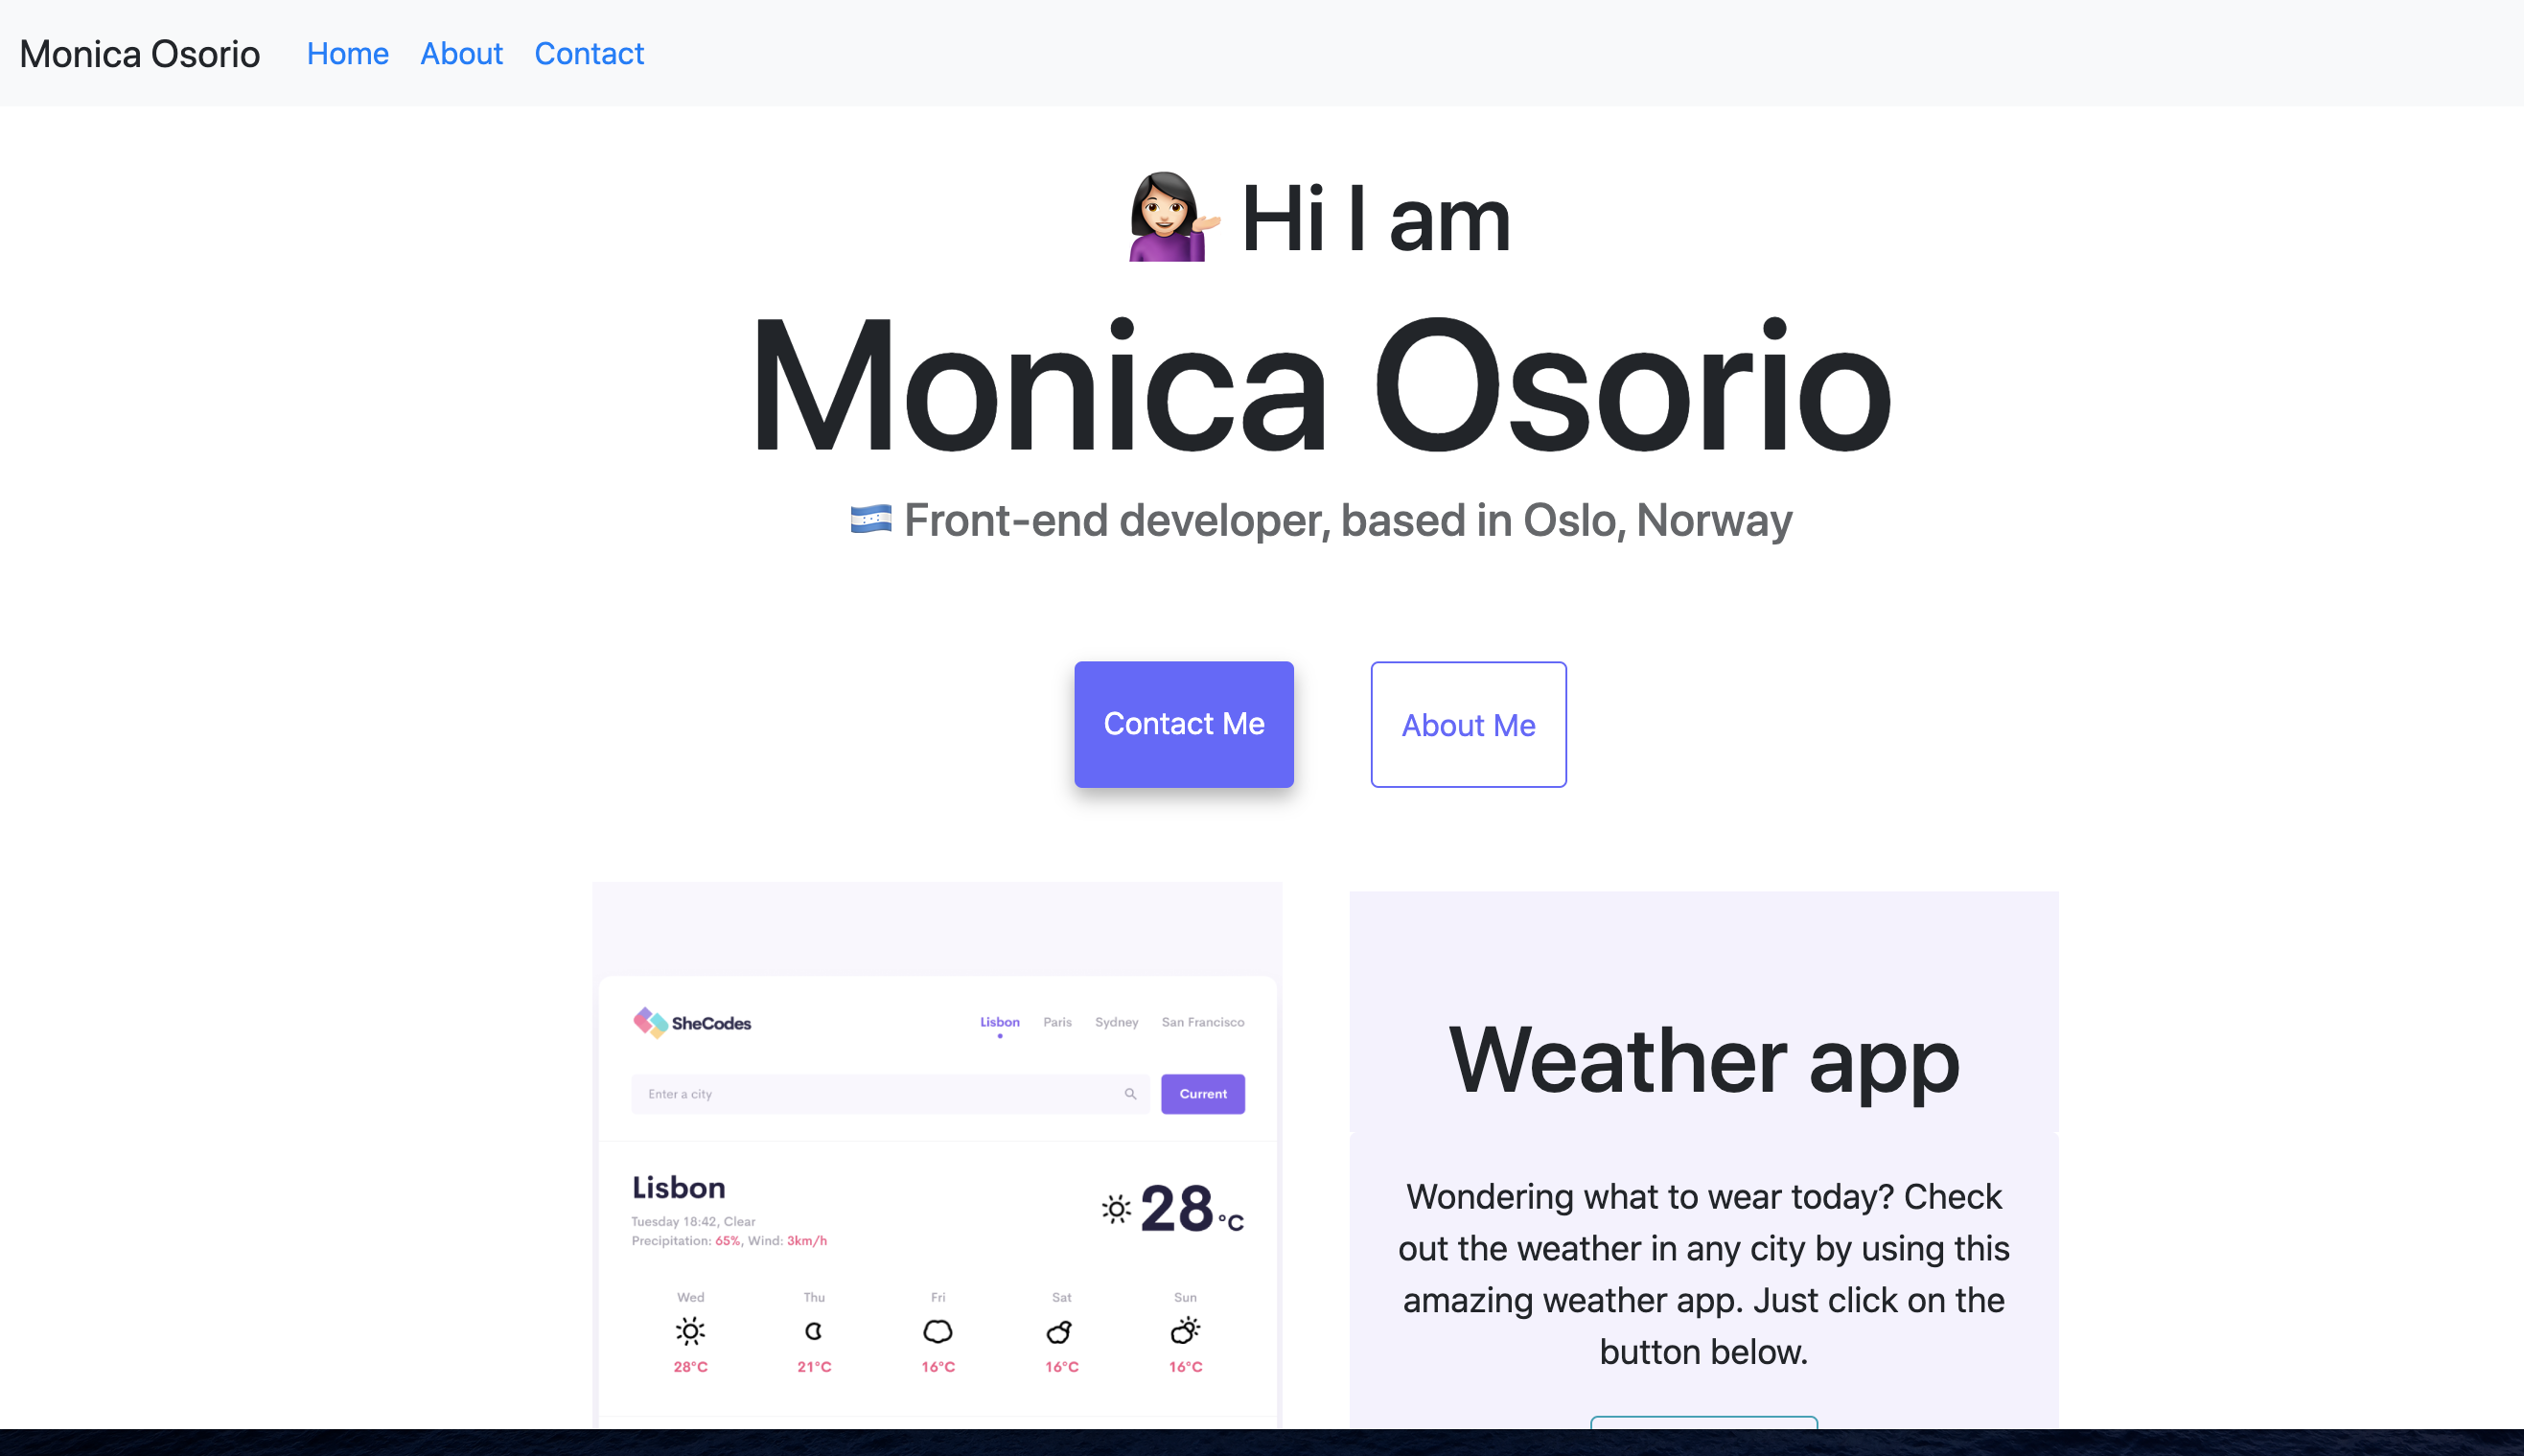 Monica Osorio Home About Contact
Hi I am
Monica Osorio
Front-end developer, based in Oslo, Norway
Contact Me About Me
SheCodes Lisbon Paris Sydney San Francisco
Enter a city Current
Lisbon
28 °C
Tuesday 18:42, Clear
Precipitation: 65%, Wind: 3km/h
Wed Thu Fri Sat Sun
28°C 21°C 16°C 16°C 16°C
Weather app
Wondering what to wear today? Check
out the weather in any city by using this
amazing weather app. Just click on the
button below.